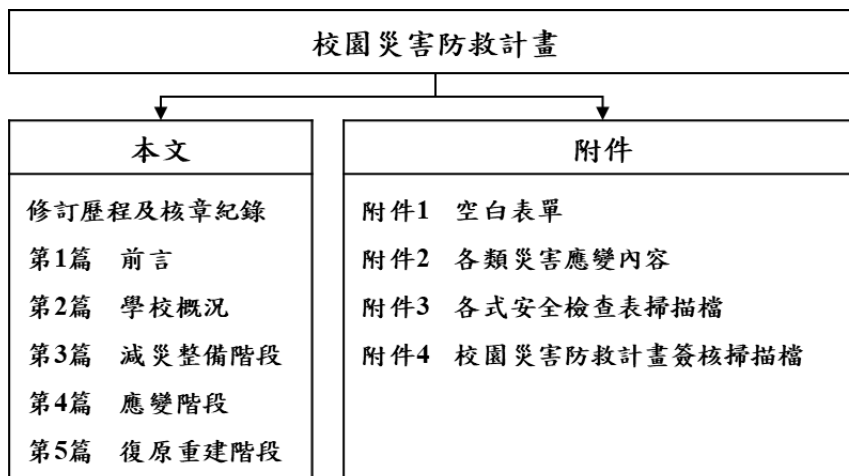 校園災害防救計畫
本文
修訂歷程及核章紀錄
第1篇 前言
第2篇 學校概況
第3篇 減災整備階段
第4篇 應變階段
第5篇 復原重建階段
附件
附件1 空白表單
附件2 各類災害應變內容
附件3 各式安全檢查表掃描檔
附件4 校園災害防救計畫簽核掃描檔